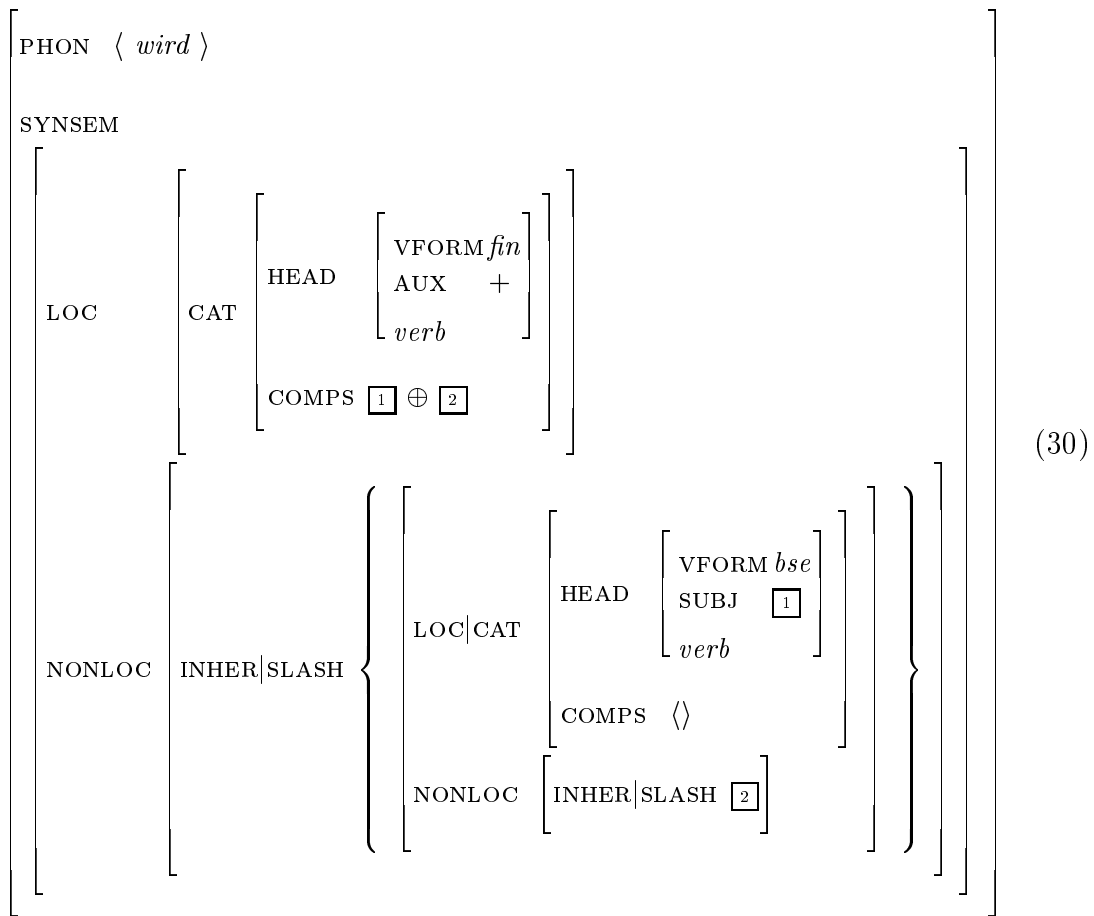 PHON ⟨ wird ⟩
SYNSEM
VFORM fin
HEAD AUX +
LOC CAT verb
COMPS 1 ⊕ 2
(30)
VFORM bse
HEAD SUBJ 1
LOC|CAT verb
NONLOC INHER|SLASH
COMPS ⟨⟩
NONLOC INHER|SLASH 2